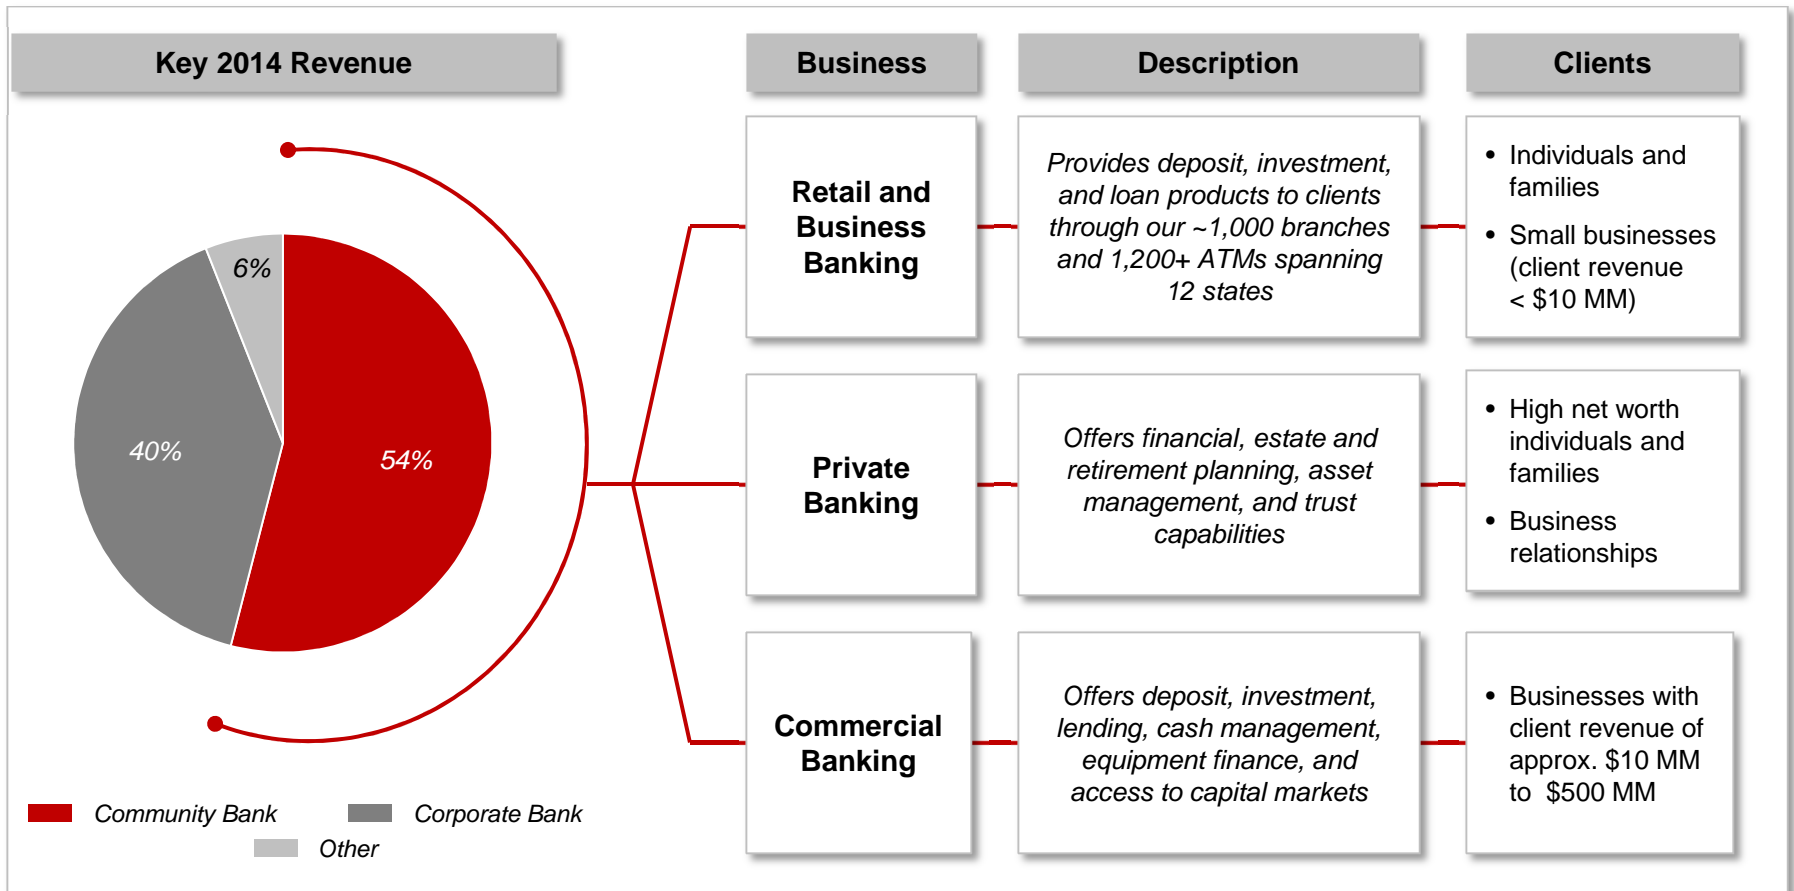 Key 2014 Revenue
6%
40%
54%
Community Bank
Corporate Bank
Other
Business
Description
Clients
Retail and
Business
Banking
Provides deposit, investment,
and loan products to clients
through our ~1,000 branches
and 1,200+ ATMs spanning
12 states
• Individuals and
families
• Small businesses
(client revenue
< $10 MM)
Private
Banking
Offers financial, estate and
retirement planning, asset
management, and trust
capabilities
• High net worth
individuals and
families
• Business
relationships
Commercial
Banking
Offers deposit, investment,
lending, cash management,
equipment finance, and
access to capital markets
• Businesses with
client revenue of
approx. $10 MM
to  $500 MM